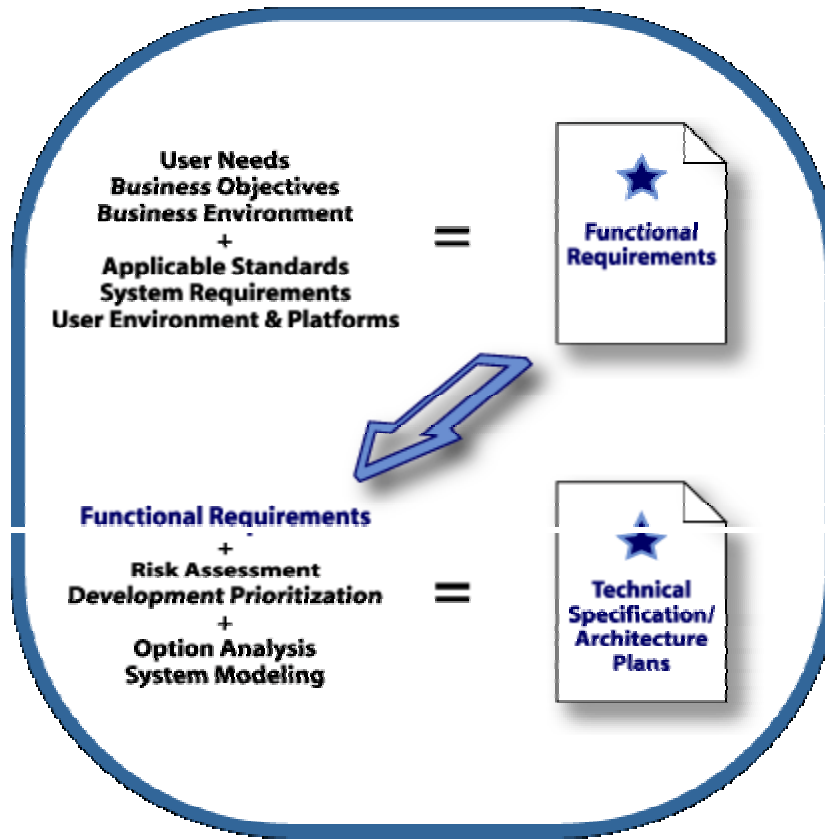 User Needs
Business Objectives
Business Environment
+
Applicable Standards
System Requirements
User Environment & Platforms
=
Functional
Requirements
Functional Requirements
+
Risk Assessment
Development Prioritization
+
Option Analysis
System Modeling
=
Technical
Specification/
Architecture
Plans